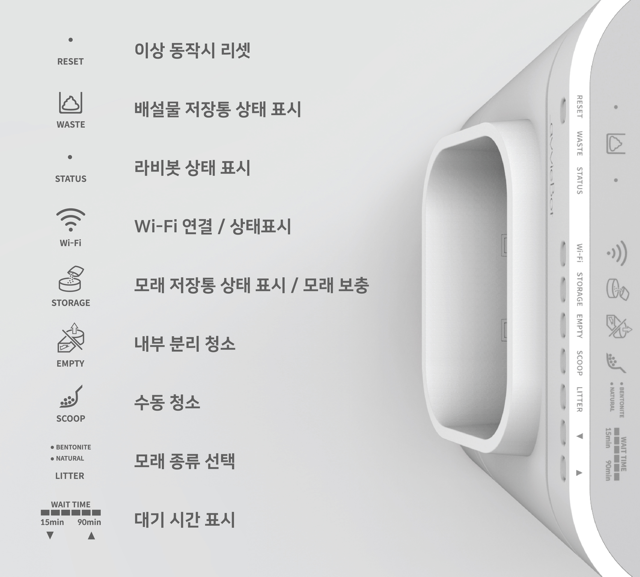 RESET
이상 동작시 리셋
WASTE
배설물 저장통 상태 표시
STATUS
라비봇 상태 표시
Wi-Fi
Wi-Fi 연결 / 상태표시
STORAGE
모래 저장통 상태 표시 / 모래 보충
EMPTY
내부 분리 청소
SCOOP
수동 청소
• BENTONITE
• NATURAL
LITTER
모래 종류 선택
WAIT TIME
15min 90min
▼ ▲
대기 시간 표시
RESET
WASTE
STATUS
Wi-Fi
STORAGE
EMPTY
SCOOP
LITTER
▼
▲
• BENTONITE
• NATURAL
WAIT TIME
15min 90min